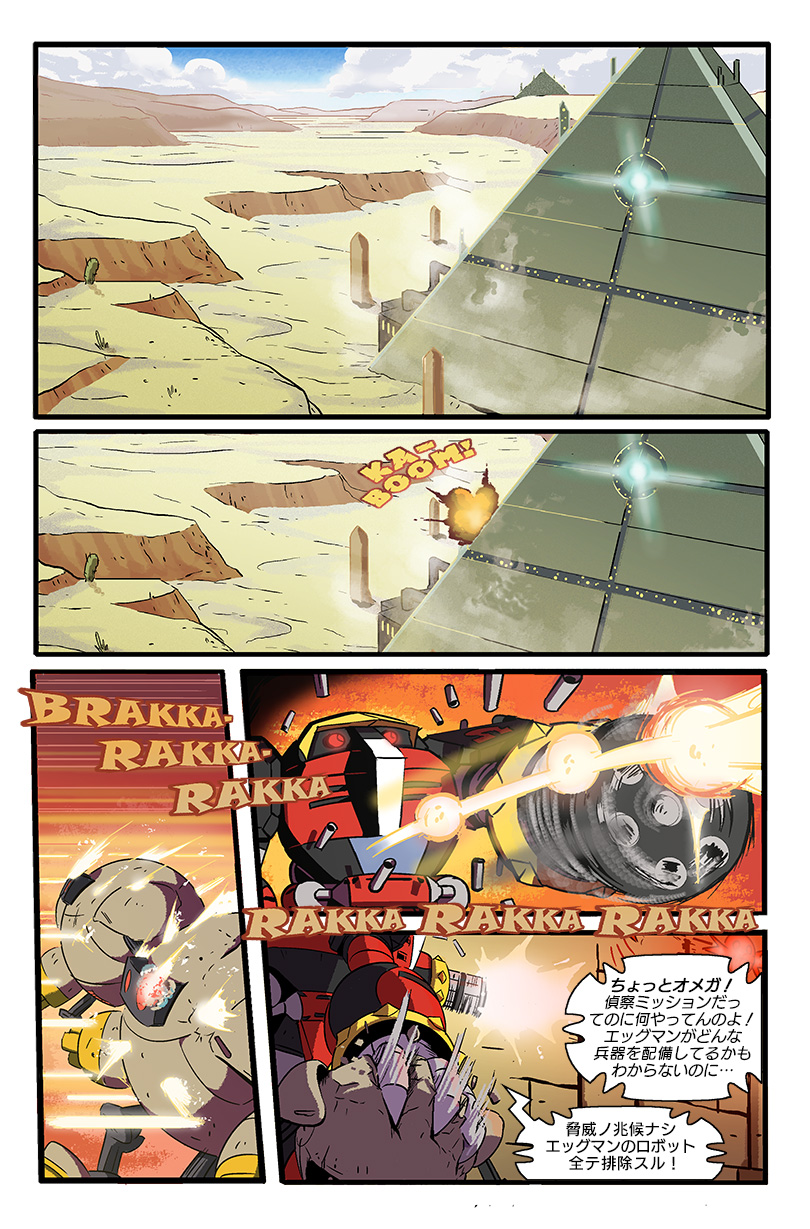 KA-
BOOM!
BRAKKA-
RAKKA-
RAKKA
RAKKA RAKKA RAKKA
ちょっとオメガ!
偵察ミッションだっ
てのに何やってんのよ!
エッグマンがどんな
兵器を配備してるかも
わからないのに…
脅威ノ兆候ナシ
エッグマンのロボット
全テ排除スル!